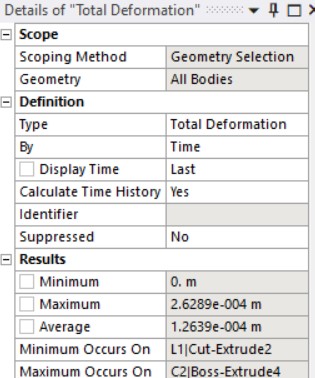 Details of "Total Deformation"
Scope
Scoping Method Geometry Selection
Geometry All Bodies
Definition
Type Total Deformation
By Time
Display Time Last
Calculate Time History Yes
Identifier
Suppressed No
Results
Minimum 0. m
Maximum 2.6289e-004 m
Average 1.2639e-004 m
Minimum Occurs On L1|Cut-Extrude2
Maximum Occurs On C2|Boss-Extrude4